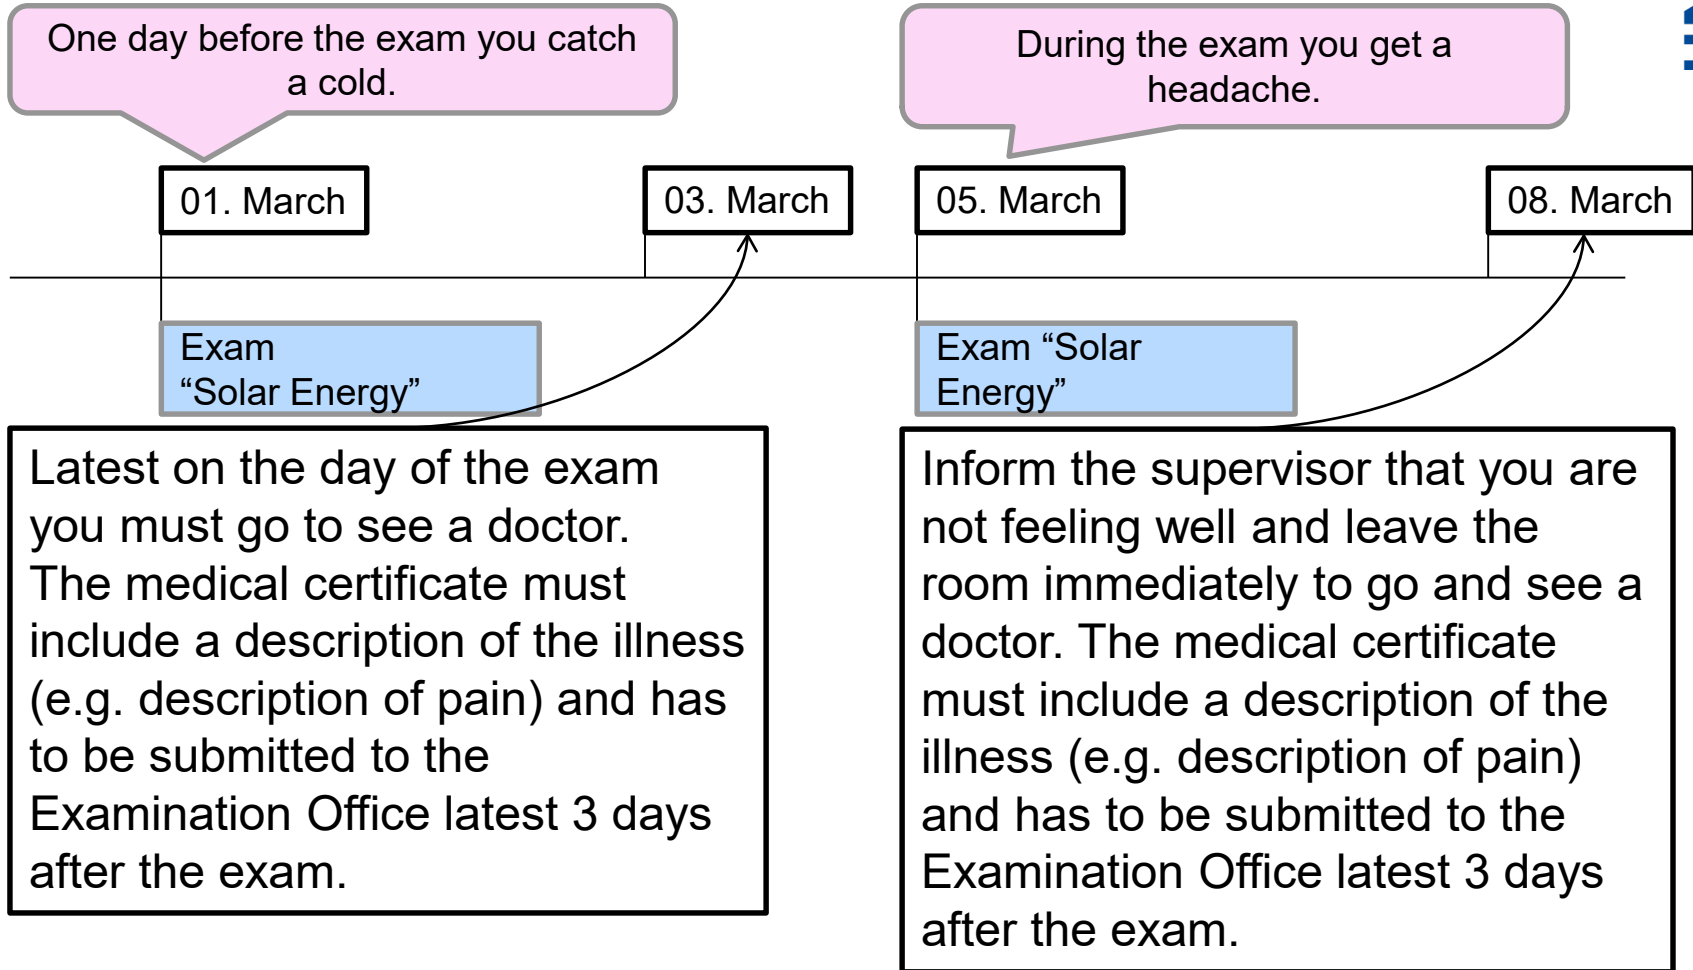 One day before the exam you catch
a cold.
During the exam you get a
headache.
01. March
03. March
05. March
08. March
Exam
“Solar Energy”
Exam “Solar
Energy”
Latest on the day of the exam
you must go to see a doctor.
The medical certificate must
include a description of the illness
(e.g. description of pain) and has
to be submitted to the
Examination Office latest 3 days
after the exam.
Inform the supervisor that you are
not feeling well and leave the
room immediately to go and see a
doctor. The medical certificate
must include a description of the
illness (e.g. description of pain)
and has to be submitted to the
Examination Office latest 3 days
after the exam.